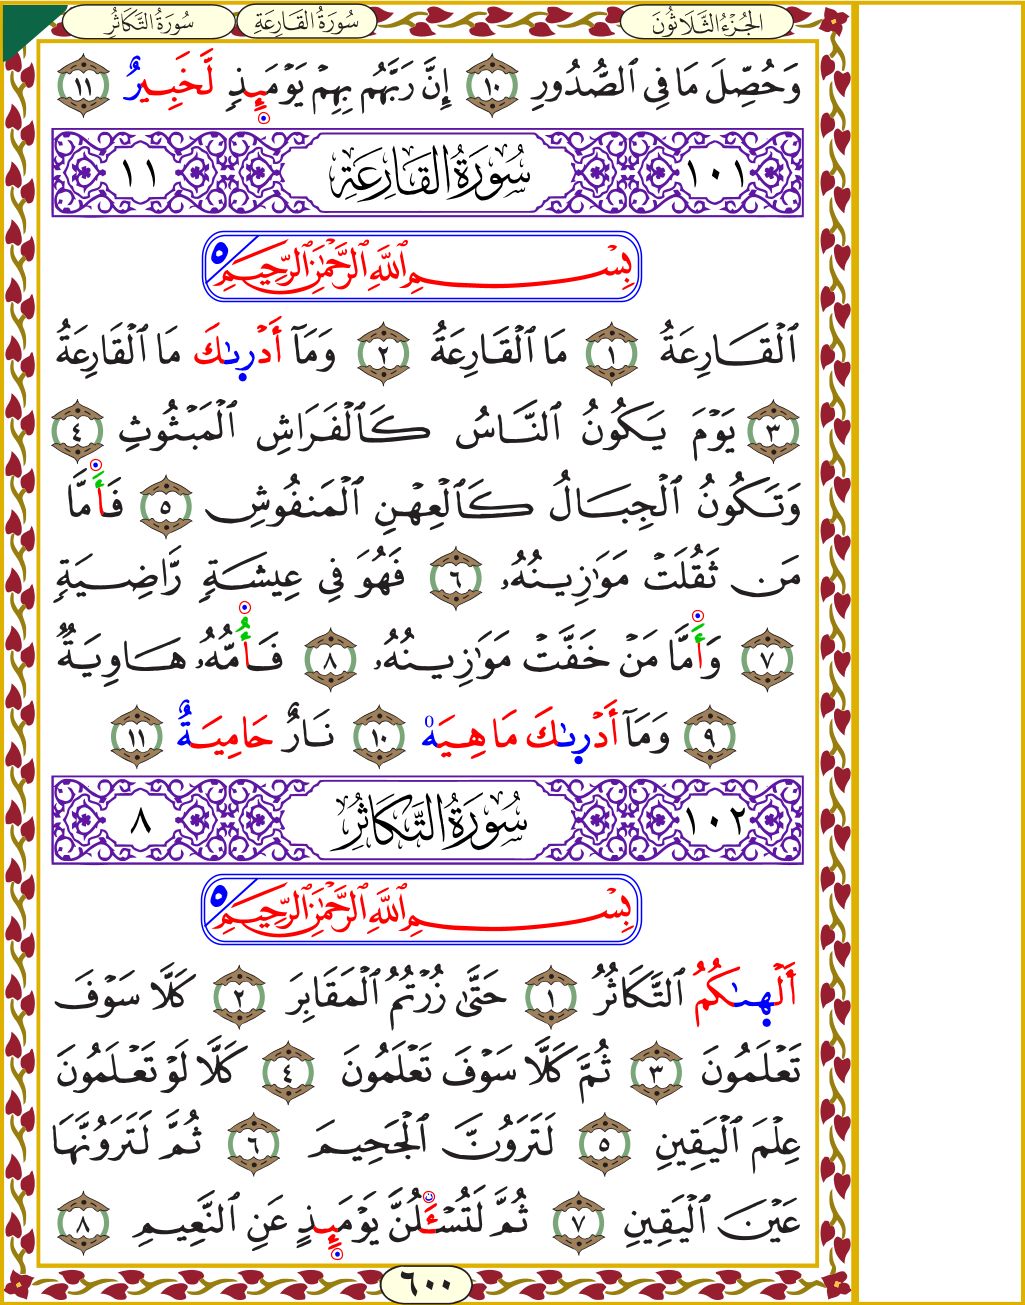 الجُزْءُ الثَّلَاثُونَ سُورَةُ القَارِعَةِ سُورَةُ التَّكَاثُرِ
وَحُصِّلَ مَا فِي ٱلصُّدُورِ ١٠ إِنَّ رَبَّهُم بِهِمۡ يَوۡمَئِذٖ لَّخَبِيرُۢ ١١
١٠١ سُورَةُ القَارِعَةِ ١١
بِسۡمِ ٱللَّهِ ٱلرَّحۡمَٰنِ ٱلرَّحِيمِ ٥
ٱلۡقَارِعَةُ ١ مَا ٱلۡقَارِعَةُ ٢ وَمَآ أَدۡرىٰكَ مَا ٱلۡقَارِعَةُ
٣ يَوۡمَ يَكُونُ ٱلنَّاسُ كَٱلۡفَرَاشِ ٱلۡمَبۡثُوثِ ٤
وَتَكُونُ ٱلۡجِبَالُ كَٱلۡعِهۡنِ ٱلۡمَنفُوشِ ٥ فَأَمَّا
مَن ثَقُلَتۡ مَوَٰزِينُهُۥ ٦ فَهُوَ فِي عِيشَةٖ رَّاضِيَةٖ
٧ وَأَمَّا مَنۡ خَفَّتۡ مَوَٰزِينُهُۥ ٨ فَأُمُّهُۥ هَاوِيَةٞ
٩ وَمَآ أَدۡرىٰكَ مَا هِيَهۡ ١٠ نَارٌ حَامِيَةُۢ ١١
١٠٢ سُورَةُ التَّكَاثُرِ ٨
بِسۡمِ ٱللَّهِ ٱلرَّحۡمَٰنِ ٱلرَّحِيمِ ٥
أَلۡهىٰكُمُ ٱلتَّكَاثُرُ ١ حَتَّىٰ زُرۡتُمُ ٱلۡمَقَابِرَ ٢ كَلَّا سَوۡفَ
تَعۡلَمُونَ ٣ ثُمَّ كَلَّا سَوۡفَ تَعۡلَمُونَ ٤ كَلَّا لَوۡ تَعۡلَمُونَ
عِلۡمَ ٱلۡيَقِينِ ٥ لَتَرَوُنَّ ٱلۡجَحِيمَ ٦ ثُمَّ لَتَرَوُنَّهَا
عَيۡنَ ٱلۡيَقِينِ ٧ ثُمَّ لَتُسۡـَٔلُنَّ يَوۡمَئِذٍ عَنِ ٱلنَّعِيمِ ٨
٦٠٠